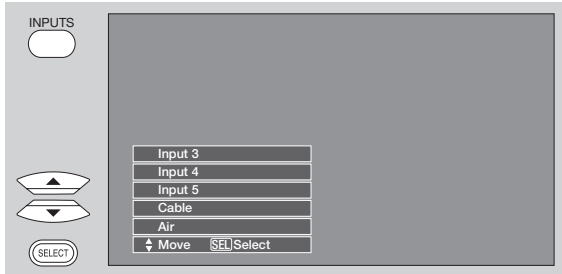 INPUTS
Input 3
Input 4
Input 5
Cable
Air
Move SEL Select
SELECT